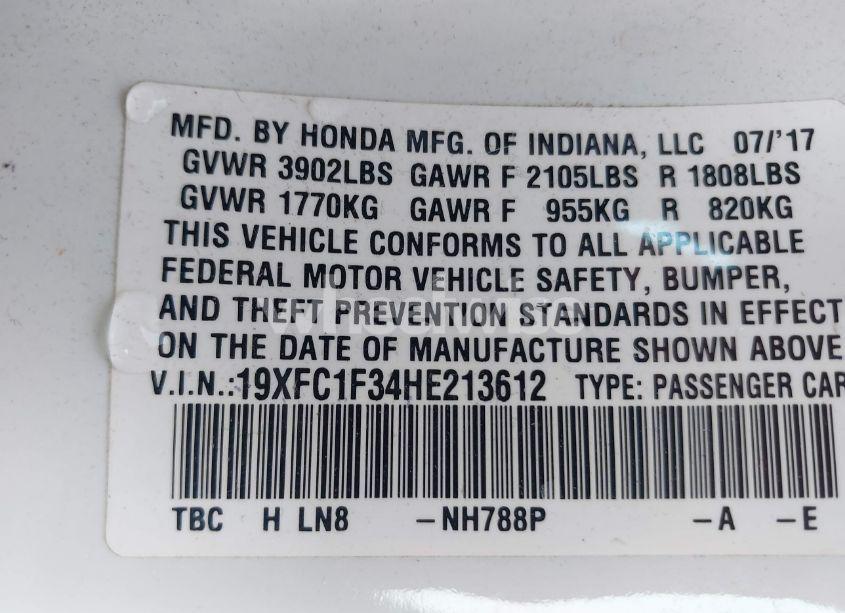 MFD. BY HONDA MFG. OF INDIANA, LLC 07/'17
GVWR 3902LBS GAWR F 2105LBS R 1808LBS
GVWR 1770KG GAWR F 955KG R 820KG
THIS VEHICLE CONFORMS TO ALL APPLICABLE
FEDERAL MOTOR VEHICLE SAFETY, BUMPER,
AND THEFT PREVENTION STANDARDS IN EFFECT
ON THE DATE OF MANUFACTURE SHOWN ABOVE
V.I.N.:19XFC1F34HE213612 TYPE: PASSENGER CAR
TBC H LN8 -NH788P -A -E